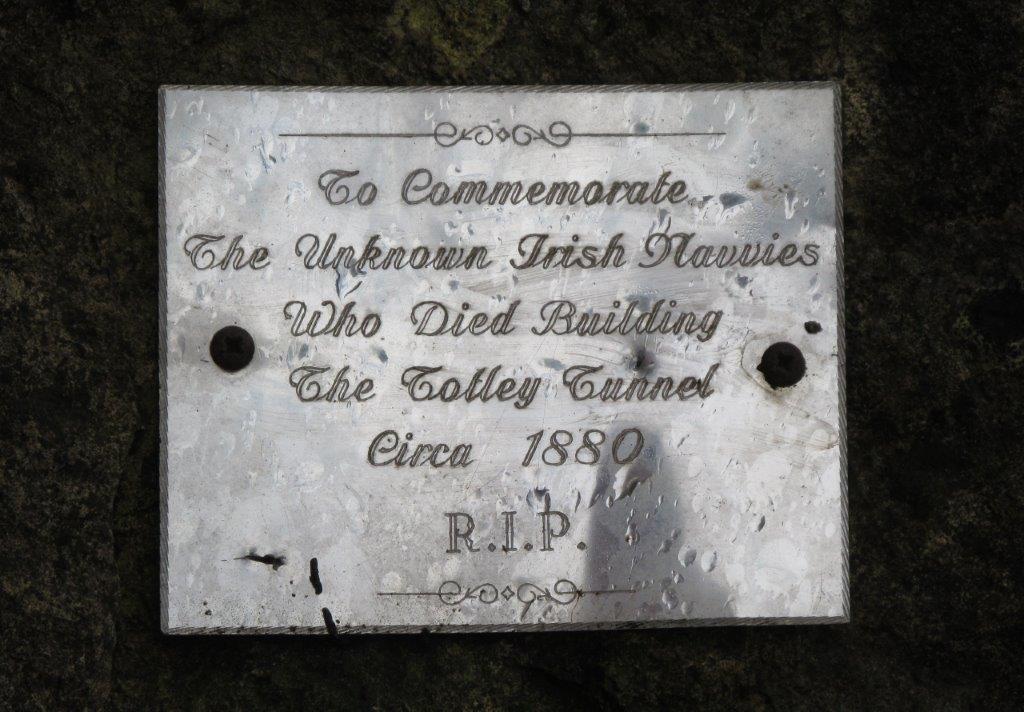 To Commemorate
The Unknown Irish Navvies
Who Died Building
The Totley Tunnel
Circa 1880
R.I.P.